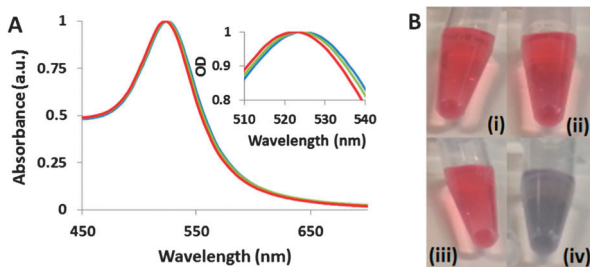 A
Absorbance (a.u.)
1
0.75
0.5
0.25
0
450
550
650
Wavelength (nm)
OD
1
0.9
0.8
510
520
530
540
Wavelength (nm)
B
(i)
(ii)
(iii)
(iv)